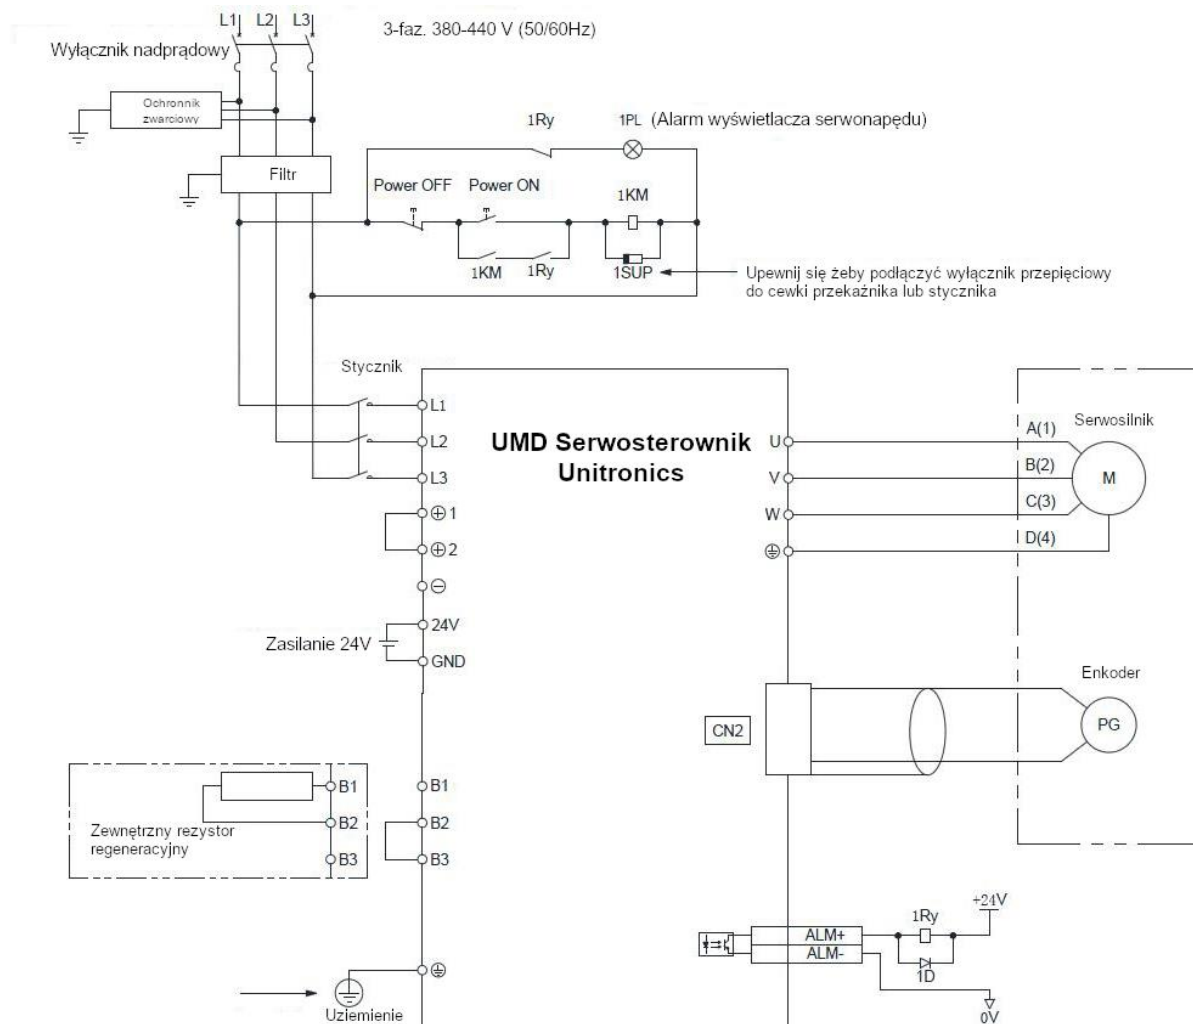 L1 L2 L3
3-faz. 380-440 V (50/60Hz)
Wyłącznik nadprądowy
Ochronnik
zwarciowy
1Ry
1PL (Alarm wyświetlacza serwonapędu)
Filtr
Power OFF
Power ON
1KM
1KM
1Ry
1SUP
Upewnij się żeby podłączyć wyłącznik przepięciowy
do cewki przekaźnika lub stycznika
Stycznik
L1
L2
L3
1
2
24V
GND
Zasilanie 24V
UMD Serwosterownik
Unitronics
U
V
W
A(1)
B(2)
C(3)
D(4)
Serwosilnik
M
Enkoder
PG
CN2
B1
B2
B3
Zewnętrzny rezystor
regeneracyjny
B1
B2
B3
ALM+
ALM-
1Ry
+24V
1D
0V
Uziemienie